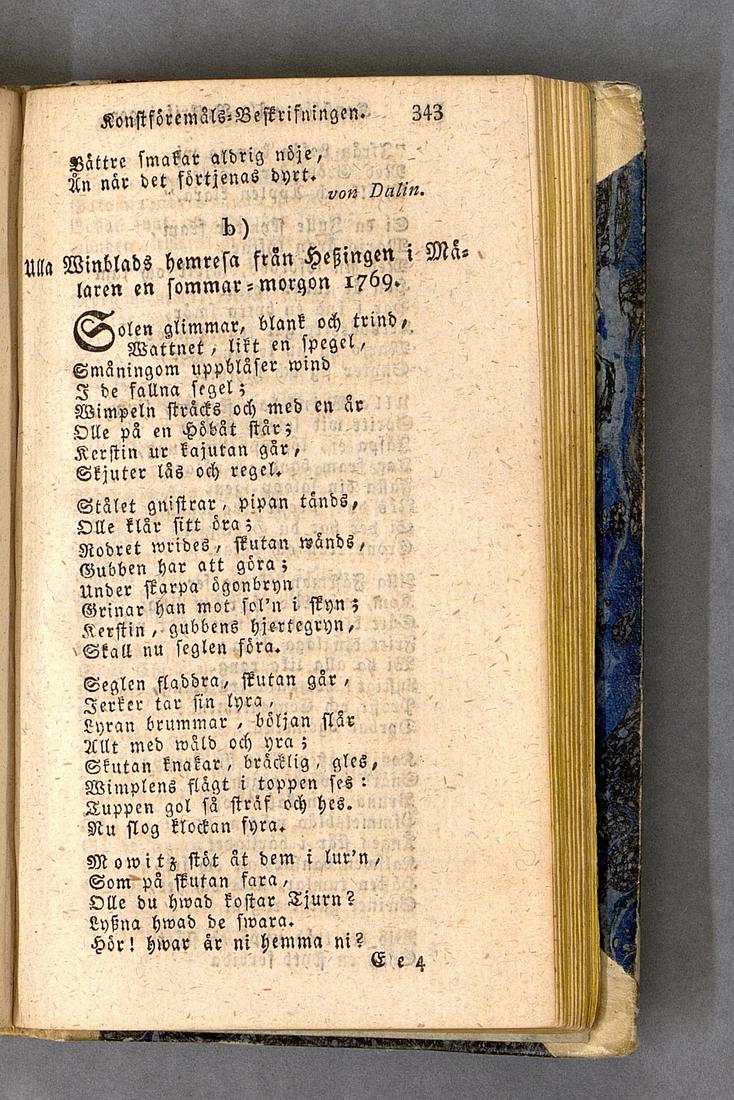 Konstföremåls-Beskrifningen. 343
Bättre smakar aldrig nöje,
Än när det förtjenas dyrt.
von Dalin.
b)
Ulla Winblads hemresa från Heßingen i Mä-
laren en sommar-morgon 1769.
Solen glimmar, blank och trind,
Wattnet, likt en spegel,
Småningom uppblåser wind
I de fallna segel;
Wimpeln sträcks och med en år
Olle på en Höbåt står;
Kerstin ur kajutan går,
Skjuter lås och regel.
Stålet gnistrar, pipan tänds,
Olle klår sitt öra;
Rodret wrides, skutan wänds,
Gubben har att göra;
Under skarpa ögonbryn
Grinar han mot sol'n i skyn;
Kerstin, gubbens hjertegryn,
Skall nu seglen föra.
Seglen fladdra, skutan går,
Jerker tar sin lyra,
Lyran brummar, böljan slår
Allt med wåld och yra;
Skutan knakar, bräcklig, gles,
Wimplens flägt i toppen ses:
Tuppen gol så sträf och hes.
Nu slog klockan fyra.
Mowitz stöt åt dem i lur'n,
Som på skutan fara,
Olle du hwad kostar Tjurn?
Lyßna hwad de swara.
Hör! hwar är ni hemma ni?
E e 4